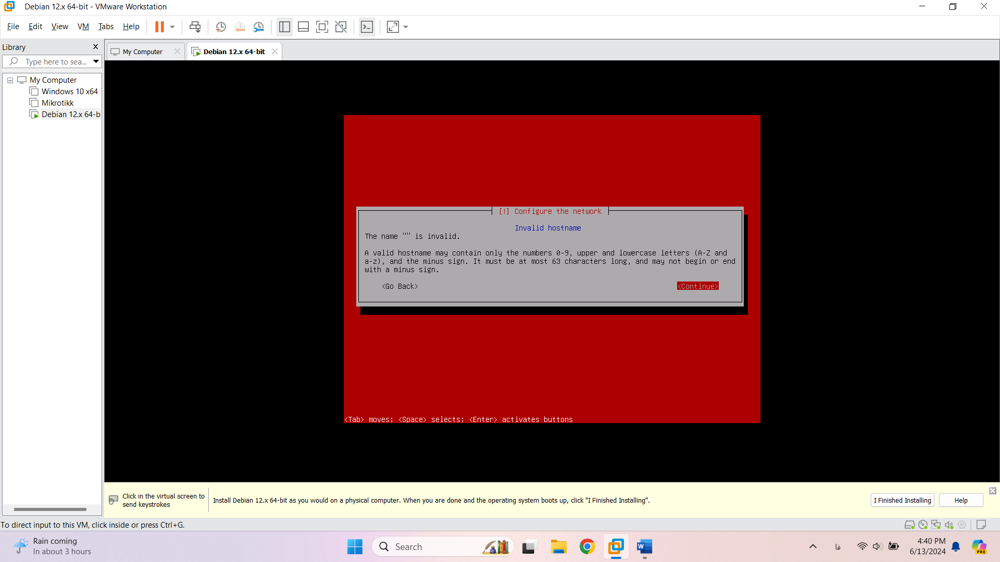 Debian 12.x 64-bit - VMware Workstation
File Edit View VM Tabs Help
Library
Type here to sea...
My Computer
Windows 10 x64
Mikrotikk
Debian 12.x 64-b
My Computer
Debian 12.x 64-bit
[!] Configure the network
Invalid hostname
The name "" is invalid.
A valid hostname may contain only the numbers 0-9, upper and lowercase letters (A-Z and
a-z), and the minus sign. It must be at most 63 characters long, and may not begin or end
with a minus sign.
<Go Back> <Continue>
<Tab> moves; <Space> selects; <Enter> activates buttons
Click in the virtual screen to
send keystrokes
Install Debian 12.x 64-bit as you would on a physical computer. When you are done and the operating system boots up, click "I Finished Installing".
I Finished Installing
Help
To direct input to this VM, click inside or press Ctrl+G.
Rain coming
In about 3 hours
Search
W
فا
4:40 PM
6/13/2024
PRE